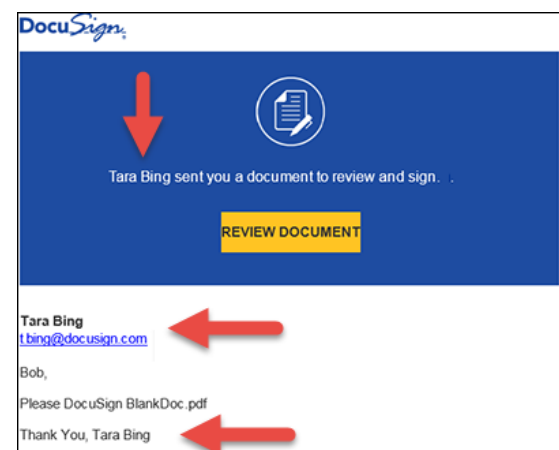 DocuSign
Tara Bing sent you a document to review and sign. .
REVIEW DOCUMENT
Tara Bing
t.bing@docusign.com
Bob,
Please DocuSign BlankDoc.pdf
Thank You, Tara Bing